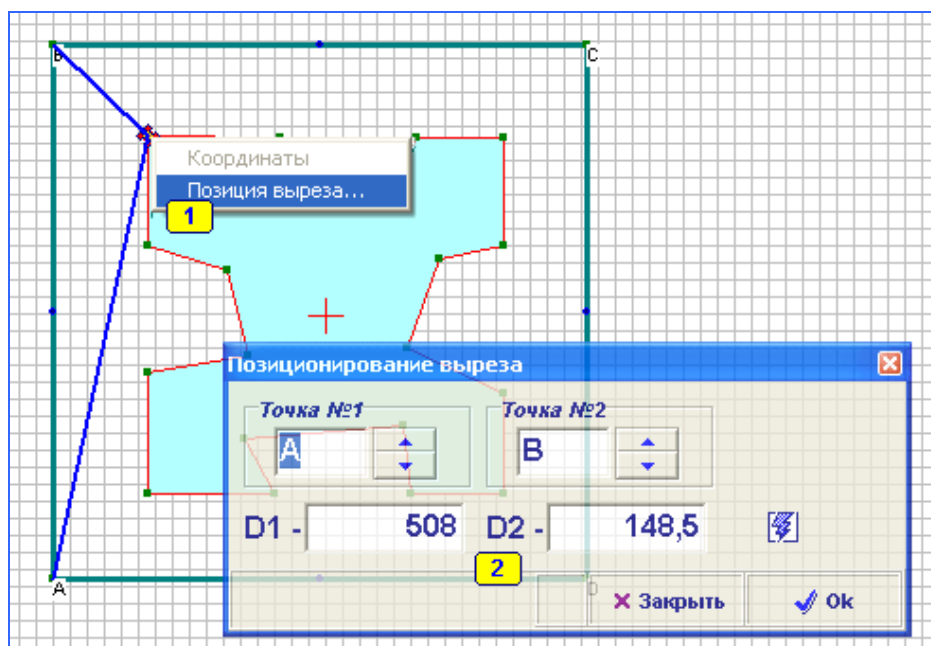 B
C
Координаты
Позиция выреза...
1
Позиционирование выреза
Точка №1
Точка №2
A
B
D1 -
508
D2 -
148,5
2
A
D
Закрыть
Ok